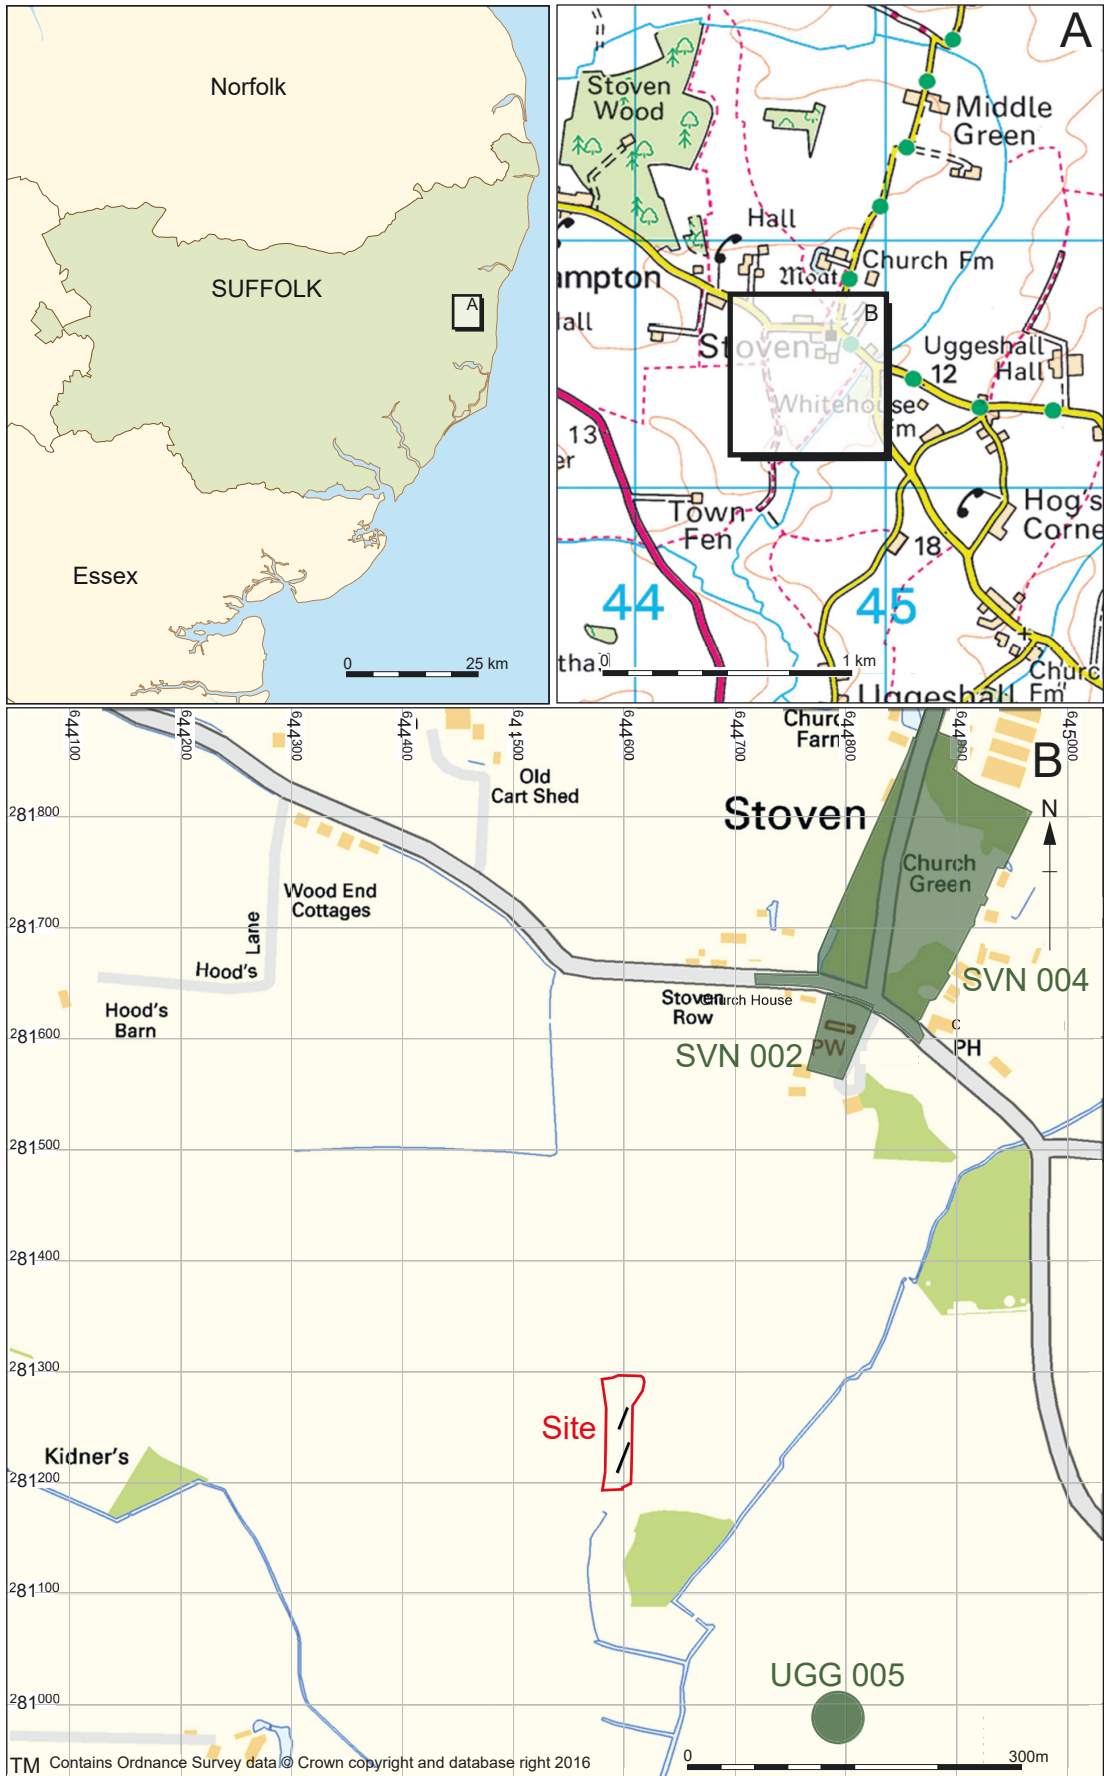 Norfolk
SUFFOLK
A
Essex
0 25 km
A
Stoven
Wood
Middle
Green
Hall
Moat
Church Fm
ampton
all
B
Stoven
Uggeshall
Hall
12
Whitehouse
Fm
13
er
Town
Fen
Hog's
Corne
18
44
45
tha
0 1 km
Church
Fm
Uggeshall
644100
644200
644300
644400
644500
644600
644700
644800
644900
645000
Church
Farm
B
Old
Cart Shed
N
281800
Stoven
Church
Green
Wood End
Cottages
281700
Lane
Hood's
SVN 004
Stoven
Row
Church House
Hood's
Barn
C
281600
PH
SVN 002
PW
281500
281400
281300
Site
Kidner's
281200
281100
UGG 005
281000
0 300m
TM Contains Ordnance Survey data © Crown copyright and database right 2016